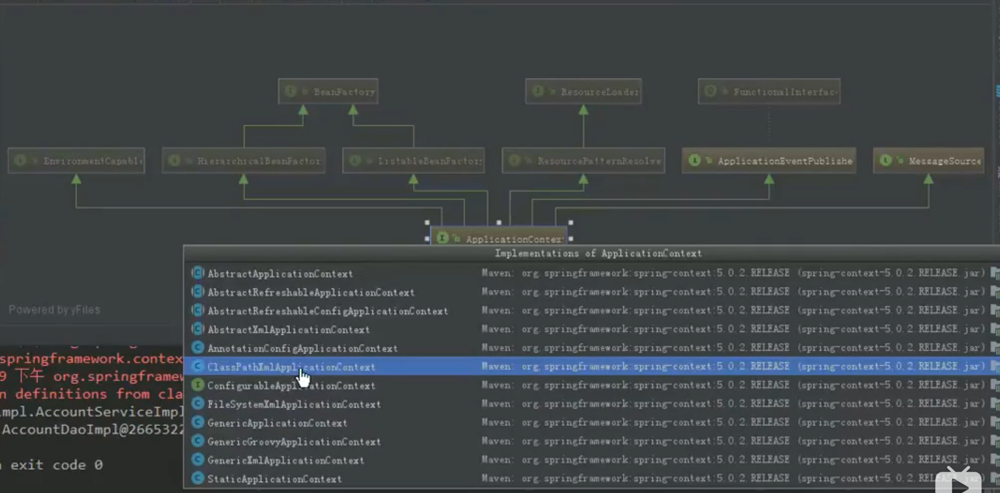 BeanFactory
ResourceLoader
FunctionalInterfac
EnvironmentCapabl
HierarchicalBeanFactor
ListableBeanFactor
ResourcePatternResolve
ApplicationEventPublishe
MessageSource
ApplicationContex
Implementations of ApplicationContext
AbstractApplicationContext Maven: org.springframework:spring-context:5.0.2.RELEASE (spring-context-5.0.2.RELEASE.jar)
AbstractRefreshableApplicationContext Maven: org.springframework:spring-context:5.0.2.RELEASE (spring-context-5.0.2.RELEASE.jar)
AbstractRefreshableConfigApplicationContext Maven: org.springframework:spring-context:5.0.2.RELEASE (spring-context-5.0.2.RELEASE.jar)
AbstractXmlApplicationContext Maven: org.springframework:spring-context:5.0.2.RELEASE (spring-context-5.0.2.RELEASE.jar)
AnnotationConfigApplicationContext Maven: org.springframework:spring-context:5.0.2.RELEASE (spring-context-5.0.2.RELEASE.jar)
ClassPathXmlApplicationContext Maven: org.springframework:spring-context:5.0.2.RELEASE (spring-context-5.0.2.RELEASE.jar)
ConfigurableApplicationContext Maven: org.springframework:spring-context:5.0.2.RELEASE (spring-context-5.0.2.RELEASE.jar)
FileSystemXmlApplicationContext Maven: org.springframework:spring-context:5.0.2.RELEASE (spring-context-5.0.2.RELEASE.jar)
GenericApplicationContext Maven: org.springframework:spring-context:5.0.2.RELEASE (spring-context-5.0.2.RELEASE.jar)
GenericGroovyApplicationContext Maven: org.springframework:spring-context:5.0.2.RELEASE (spring-context-5.0.2.RELEASE.jar)
GenericXmlApplicationContext Maven: org.springframework:spring-context:5.0.2.RELEASE (spring-context-5.0.2.RELEASE.jar)
StaticApplicationContext Maven: org.springframework:spring-context:5.0.2.RELEASE (spring-context-5.0.2.RELEASE.jar)
Powered by yFiles
springframework.contex
9 下午 org.springframew
n definitions from cla
impl.AccountServiceImpl
.AccountDaoImpl@2665322
exit code 0